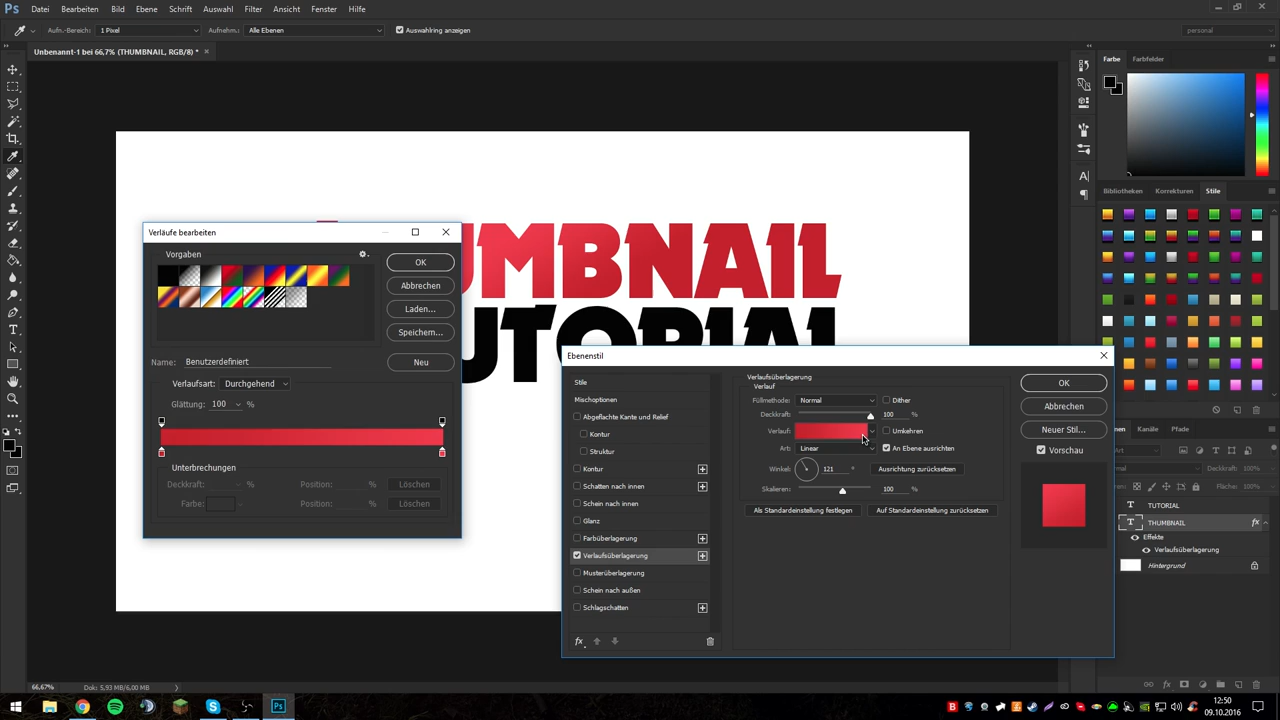 Ps Datei Bearbeiten Bild Ebene Schrift Auswahl Filter Ansicht Fenster Hilfe
Aufn.-Bereich: 1 Pixel Aufnehm.: Alle Ebenen Auswahlring anzeigen personal
Unbenannt-1 bei 66,7% (THUMBNAIL, RGB/8) *
Farbe Farbfelder
Bibliotheken Korrekturen Stile
UMBNAIL
UTORIAL
Verläufe bearbeiten
Vorgaben
OK
Abbrechen
Laden...
Speichern...
Name: Benutzerdefiniert
Neu
Verlaufsart: Durchgehend
Glättung: 100 %
Unterbrechungen
Deckkraft: % Position: % Löschen
Farbe: Position: % Löschen
Ebenenstil
Stile
Mischoptionen
Abgeflachte Kante und Relief
Kontur
Struktur
Kontur
Schatten nach innen
Schein nach innen
Glanz
Farbüberlagerung
Verlaufsüberlagerung
Musterüberlagerung
Schein nach außen
Schlagschatten
fx
Verlaufsüberlagerung
Verlauf
Füllmethode: Normal Dither
Deckkraft: 100 %
Verlauf: Umkehren
Art: Linear An Ebene ausrichten
Winkel: 121 ° Ausrichtung zurücksetzen
Skalieren: 100 %
Als Standardeinstellung festlegen Auf Standardeinstellung zurücksetzen
OK
Abbrechen
Neuer Stil...
Vorschau
Kanäle Pfade
Deckkraft: 100%
Fläche: 100%
T TUTORIAL
T THUMBNAIL fx
Effekte
Verlaufsüberlagerung
Hintergrund
66,67% Dok: 5,93 MB/6,00 MB
12:50
09.10.2016